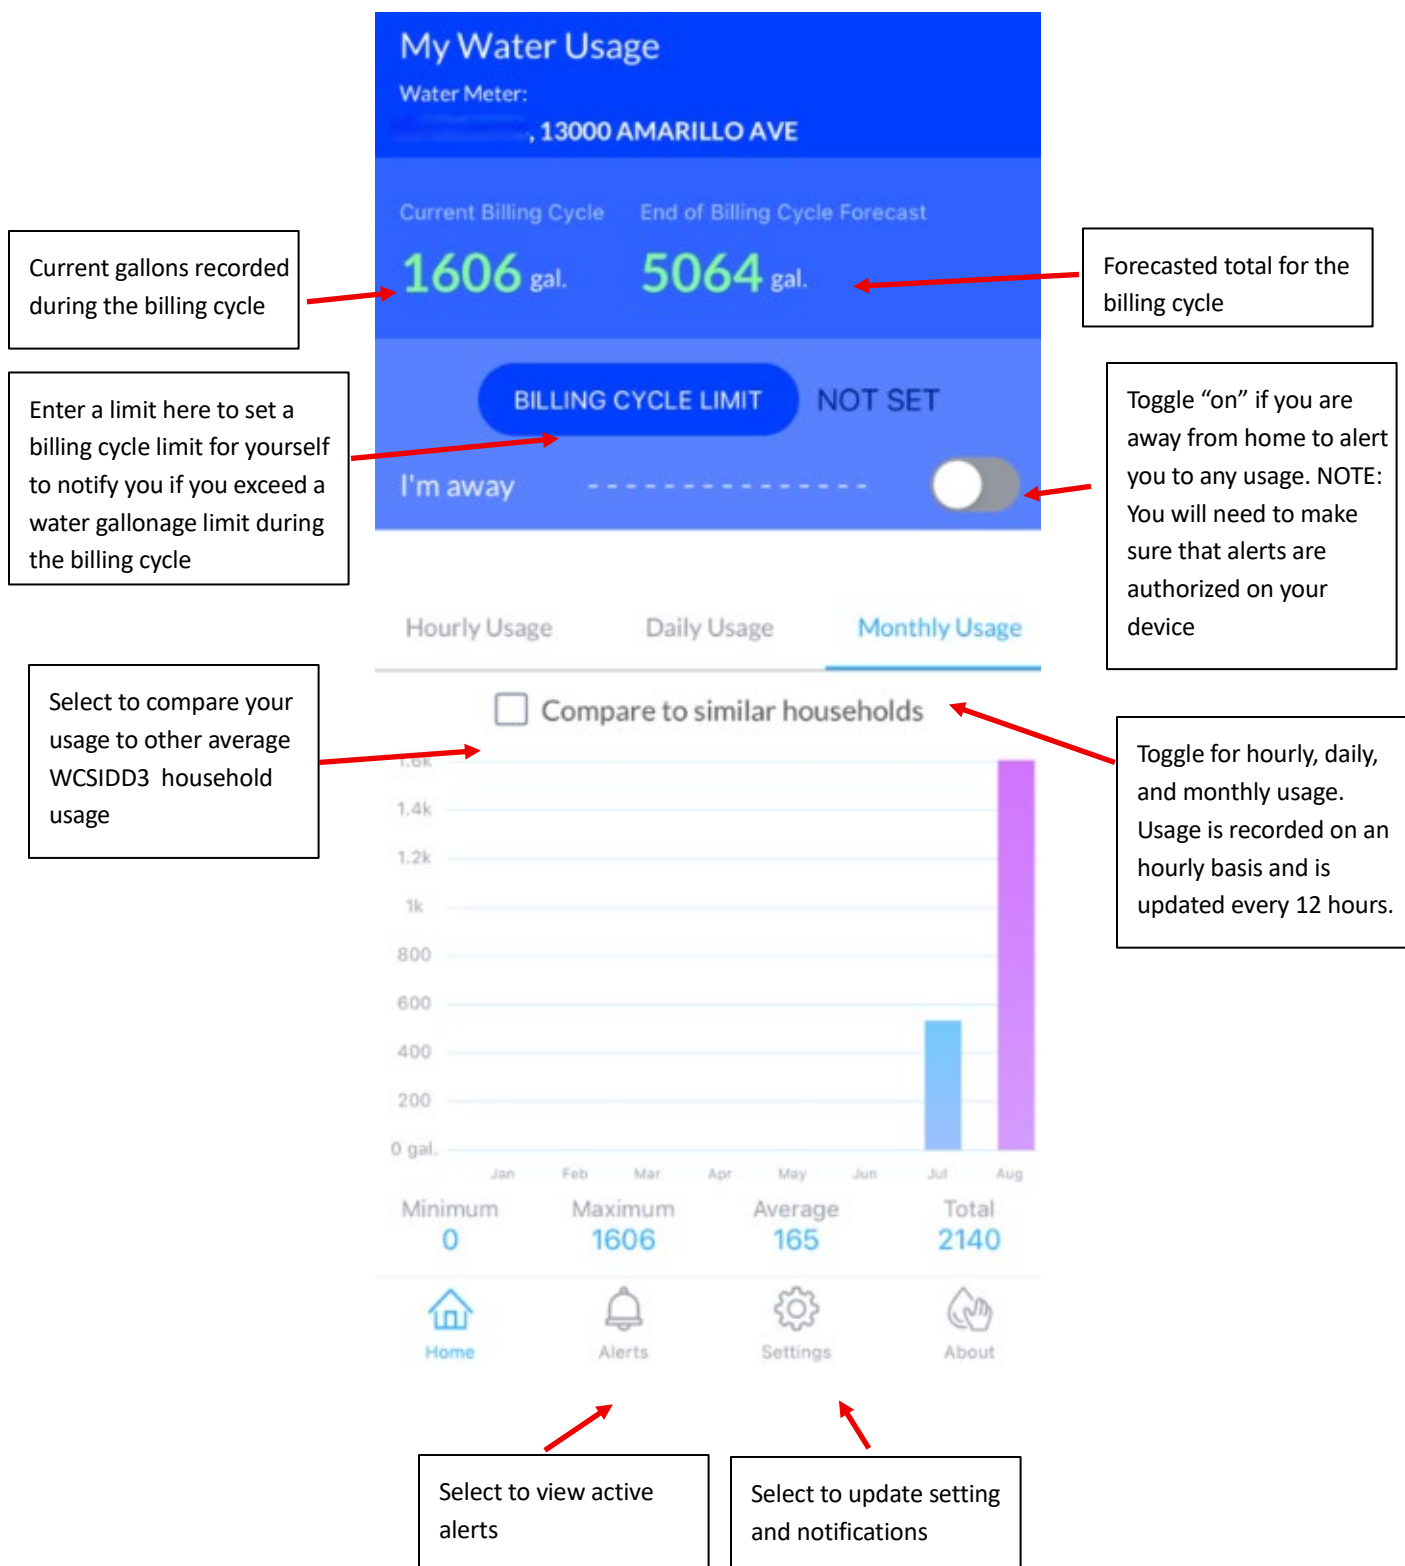 My Water Usage
Water Meter:
, 13000 AMARILLO AVE
Current Billing Cycle
End of Billing Cycle Forecast
1606 gal.
5064 gal.
Current gallons recorded
during the billing cycle
Forecasted total for the
billing cycle
BILLING CYCLE LIMIT
NOT SET
I'm away
Enter a limit here to set a
billing cycle limit for yourself
to notify you if you exceed a
water gallonage limit during
the billing cycle
Toggle “on” if you are
away from home to alert
you to any usage. NOTE:
You will need to make
sure that alerts are
authorized on your
device
Hourly Usage
Daily Usage
Monthly Usage
Compare to similar households
Select to compare your
usage to other average
WCSIDD3 household
usage
Toggle for hourly, daily,
and monthly usage.
Usage is recorded on an
hourly basis and is
updated every 12 hours.
1.6k
1.4k
1.2k
1k
800
600
400
200
0 gal.
Jan Feb Mar Apr May Jun Jul Aug
Minimum Maximum Average Total
0 1606 165 2140
Home Alerts Settings About
Select to view active
alerts
Select to update setting
and notifications